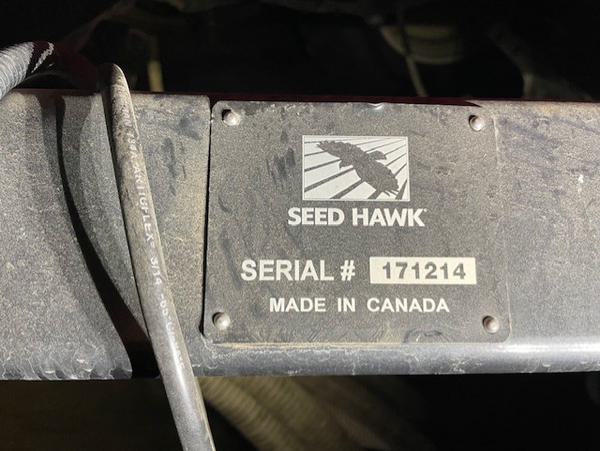 SEED HAWK
SERIAL # 171214
MADE IN CANADA